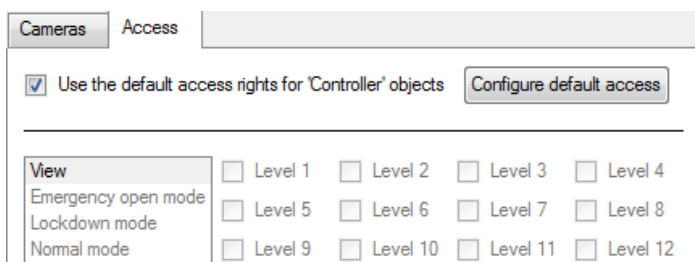 Cameras Access
Use the default access rights for 'Controller' objects Configure default access
View Level 1 Level 2 Level 3 Level 4
Emergency open mode
Lockdown mode Level 5 Level 6 Level 7 Level 8
Normal mode Level 9 Level 10 Level 11 Level 12